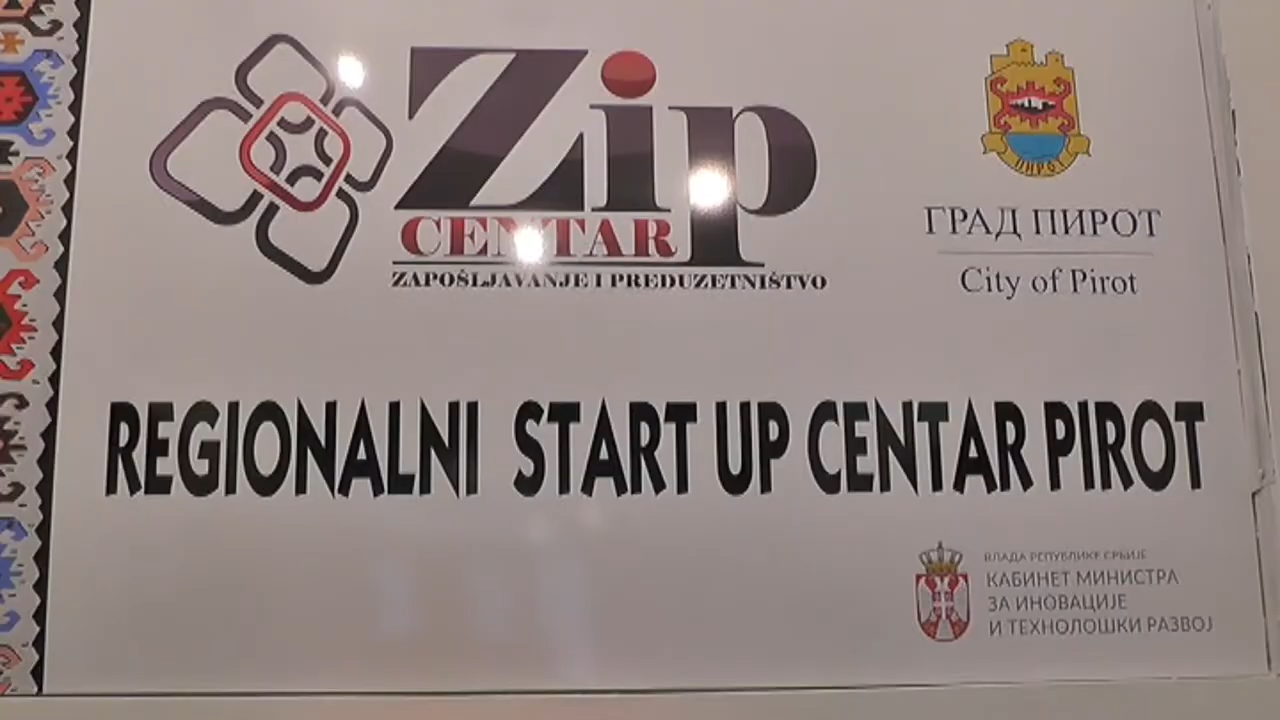 Zip
CENTAR
ZAPOŠLJAVANJE I PREDUZETNIŠTVO
ПИРОТ
ГРАД ПИРОТ
City of Pirot
REGIONALNI START UP CENTAR PIROT
ВЛАДА РЕПУБЛИКЕ СРБИЈЕ
КАБИНЕТ МИНИСТРА
ЗА ИНОВАЦИЈЕ
И ТЕХНОЛОШКИ РАЗВОЈ